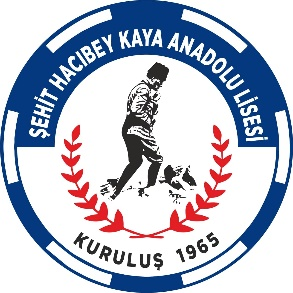 ŞEHİT HACIBEY KAYA ANADOLU LİSESİ
KURULUŞ 1965